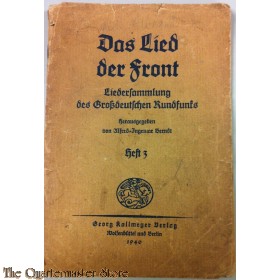 Das Lied
der Front
Liedersammlung
des Großdeutschen Rundfunks
Herausgegeben
von Alfred-Ingemar Berndt
Heft 3
Georg Kallmeyer Verlag
Wolfenbüttel und Berlin
1940
© The Quartermaster Stores